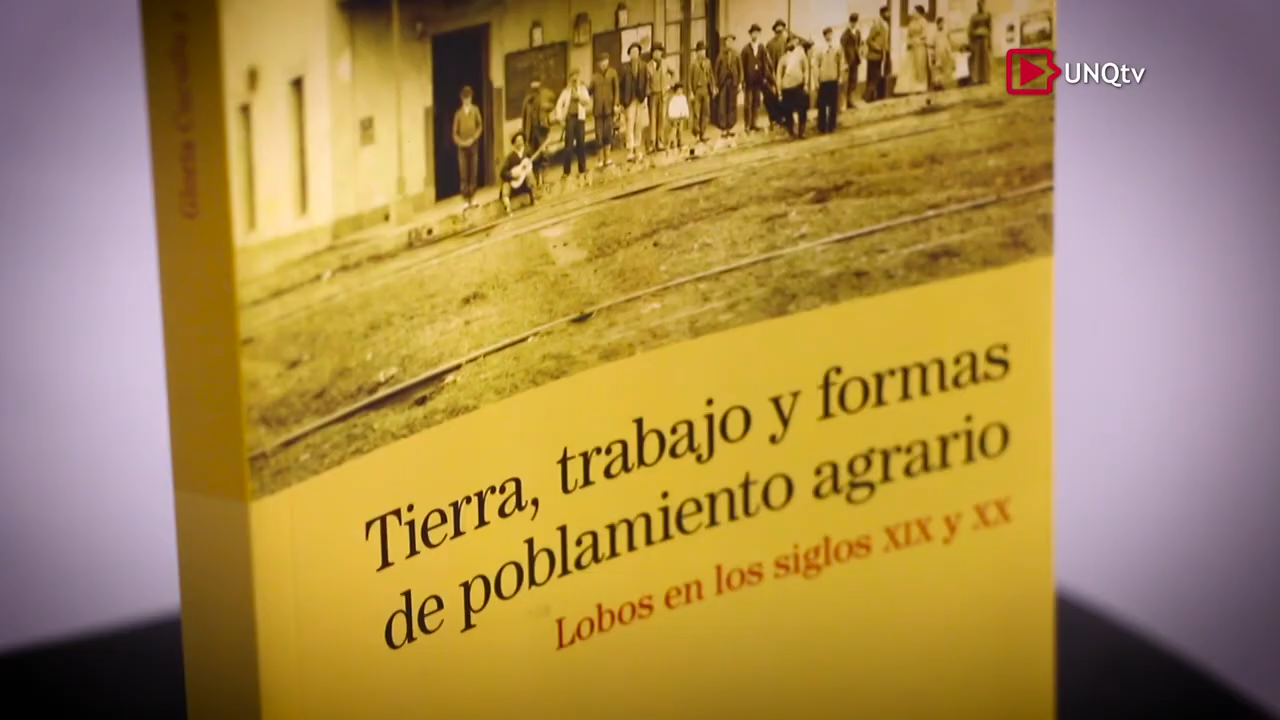 UNQtv
Tierra, trabajo y formas
de poblamiento agrario
Lobos en los siglos XIX y XX